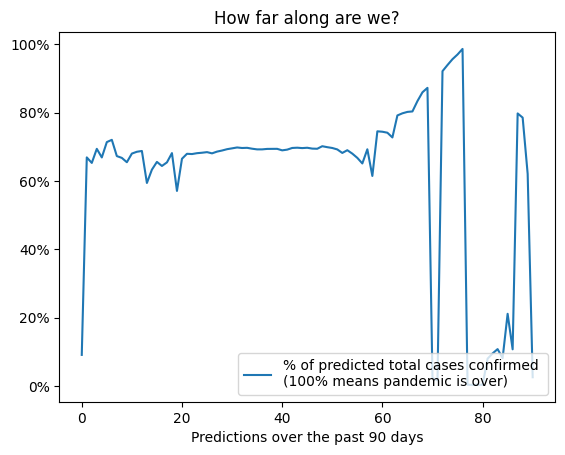 How far along are we?
100%
80%
60%
40%
20%
0%
% of predicted total cases confirmed
(100% means pandemic is over)
0 20 40 60 80
Predictions over the past 90 days